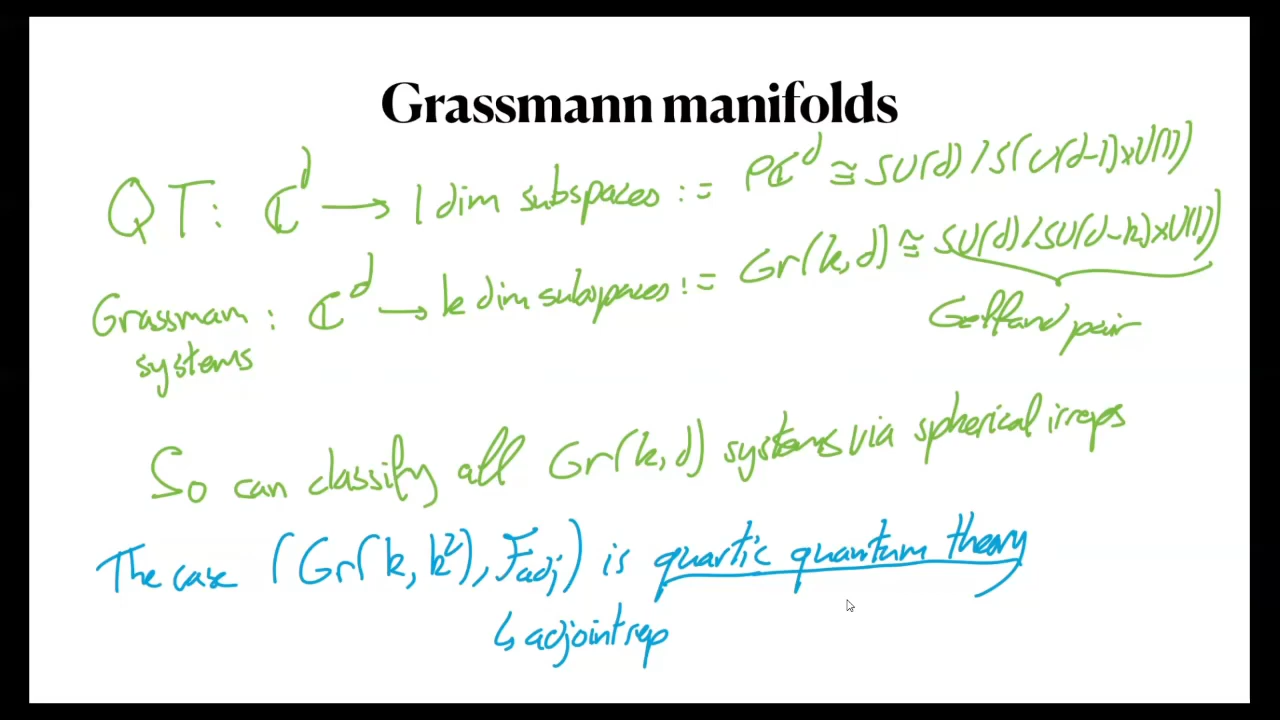 Grassmann manifolds
QT: ℂ^d → 1 dim subspaces := Pℂ^d ≅ SU(d)/S(U(d-1)×U(1))
Grassman systems : ℂ^d → k dim subspaces := Gr(k,d) ≅ SU(d)/SU(d-k)×U(1))
Gelfand pair
So can classify all Gr(k,d) systems via spherical irreps
The case (Gr(k,k²), F_adj) is quartic quantum theory
↳ adjoint rep